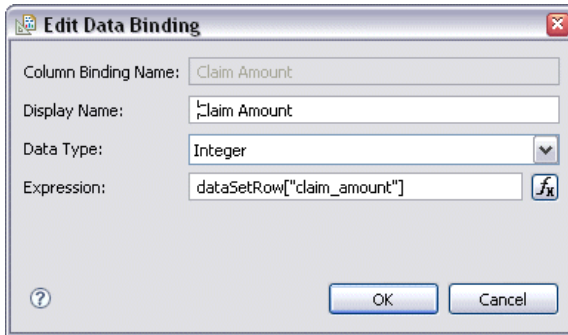 Edit Data Binding
Column Binding Name: Claim Amount
Display Name: Claim Amount
Data Type: Integer
Expression: dataSetRow["claim_amount"] fx
? OK Cancel